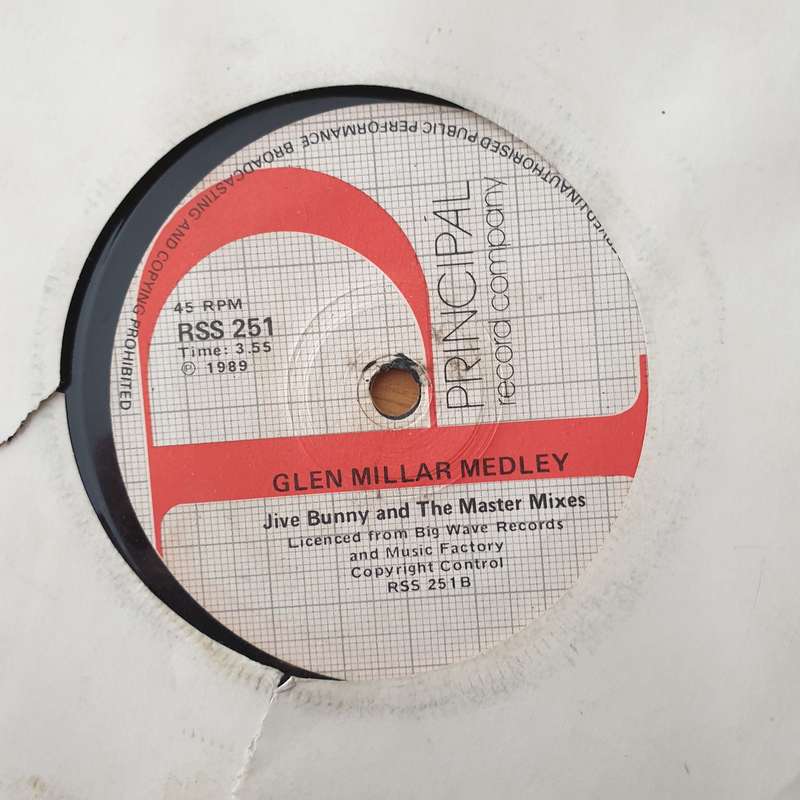 UNAUTHORISED PUBLIC PERFORMANCE BROADCASTING AND COPYING PROHIBITED
PRINCIPAL
record company
45 RPM
RSS 251
Time: 3.55
℗ 1989
GLEN MILLAR MEDLEY
Jive Bunny and The Master Mixes
Licenced from Big Wave Records
and Music Factory
Copyright Control
RSS 251B